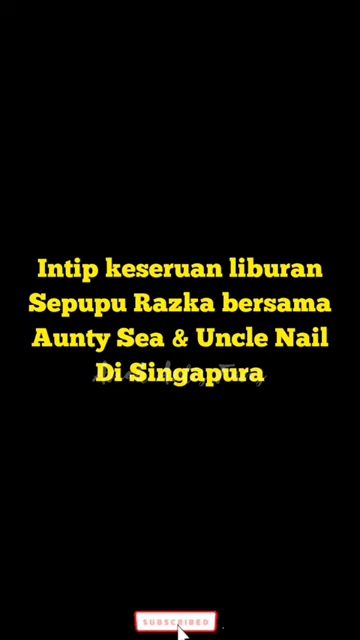 Intip keseruan liburan
Sepupu Razka bersama
Aunty Sea & Uncle Nail
Di Singapura
SUBSCRIBED